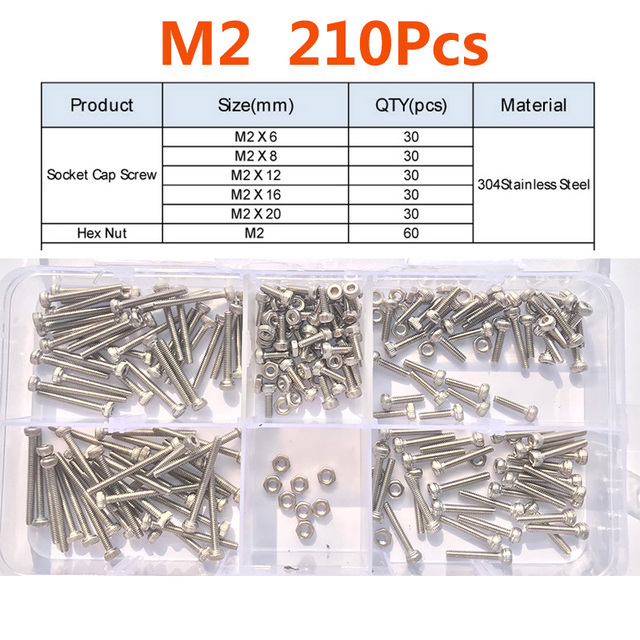 M2 210Pcs
Product Size(mm) QTY(pcs) Material
Socket Cap Screw M2 X 6 30 304Stainless Steel
M2 X 8 30
M2 X 12 30
M2 X 16 30
M2 X 20 30
Hex Nut M2 60